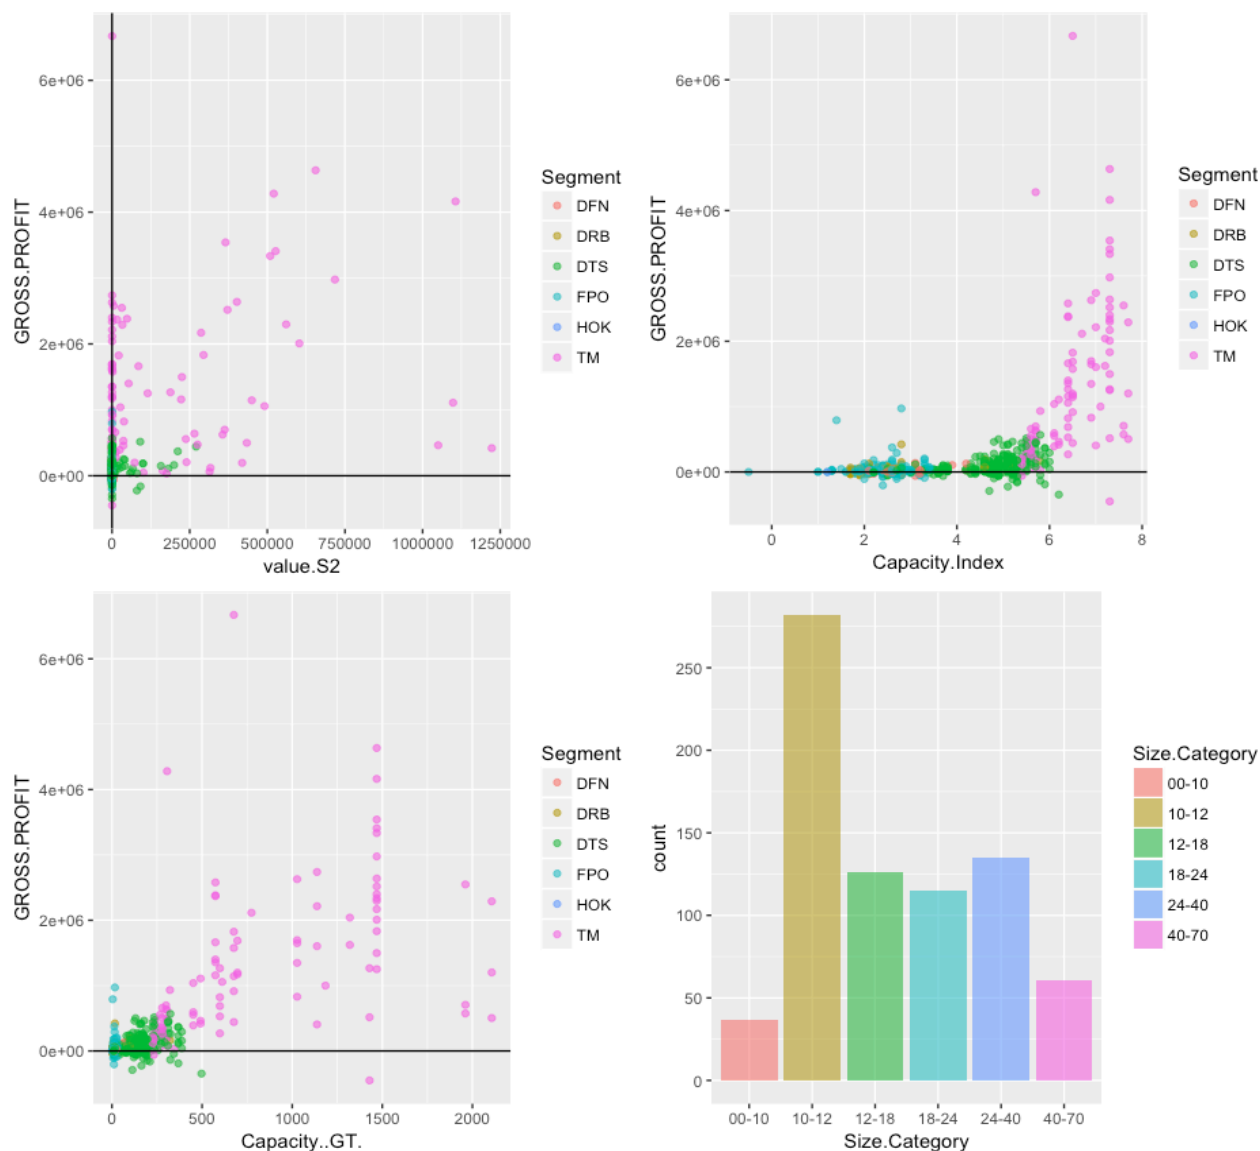 GROSS.PROFIT
6e+06
4e+06
2e+06
0e+00
0
250000
500000
750000
1000000
1250000
value.S2
Segment
DFN
DRB
DTS
FPO
HOK
TM
GROSS.PROFIT
6e+06
4e+06
2e+06
0e+00
0
2
4
6
8
Capacity.Index
Segment
DFN
DRB
DTS
FPO
HOK
TM
GROSS.PROFIT
6e+06
4e+06
2e+06
0e+00
0
500
1000
1500
2000
Capacity..GT.
Segment
DFN
DRB
DTS
FPO
HOK
TM
count
250
200
150
100
50
0
00-10
10-12
12-18
18-24
24-40
40-70
Size.Category
Size.Category
00-10
10-12
12-18
18-24
24-40
40-70